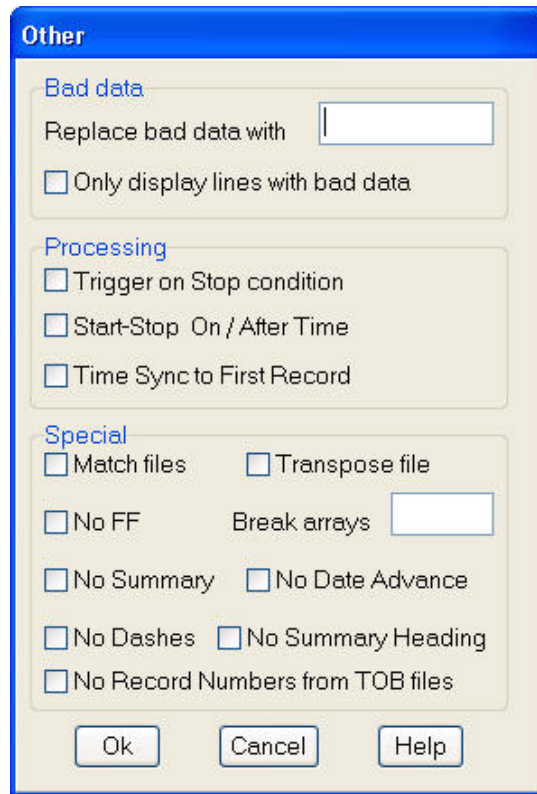 Other
Bad data
Replace bad data with
Only display lines with bad data
Processing
Trigger on Stop condition
Start-Stop On / After Time
Time Sync to First Record
Special
Match files Transpose file
No FF Break arrays
No Summary No Date Advance
No Dashes No Summary Heading
No Record Numbers from TOB files
Ok Cancel Help